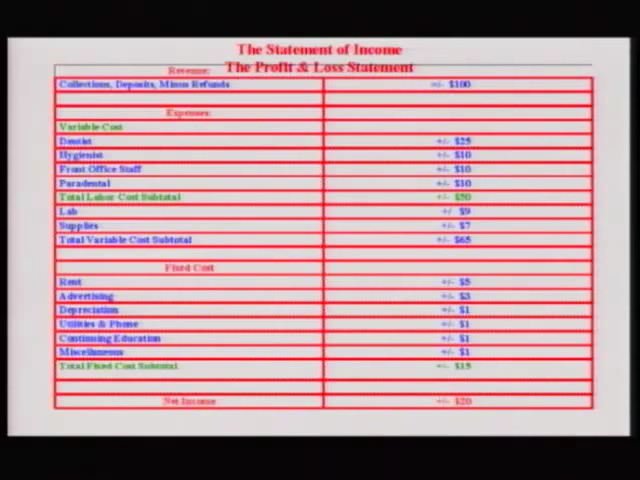 The Statement of Income
The Profit & Loss Statement
Revenue:
Collections, Deposits, Minus Refunds +/- $100
Expenses:
Variable Cost
Dentist +/- $25
Hygienist +/- $10
Front Office Staff +/- $10
Paradental +/- $10
Total Labor Cost Subtotal +/- $50
Lab +/ $9
Supplies +/- $7
Total Variable Cost Subtotal +/- $65
Fixed Cost
Rent +/- $5
Advertising +/- $3
Depreciation +/- $1
Utilities & Phone +/- $1
Continuing Education +/- $1
Miscellaneous +/- $1
Total Fixed Cost Subtotal +/- $15
Net Income +/- $20